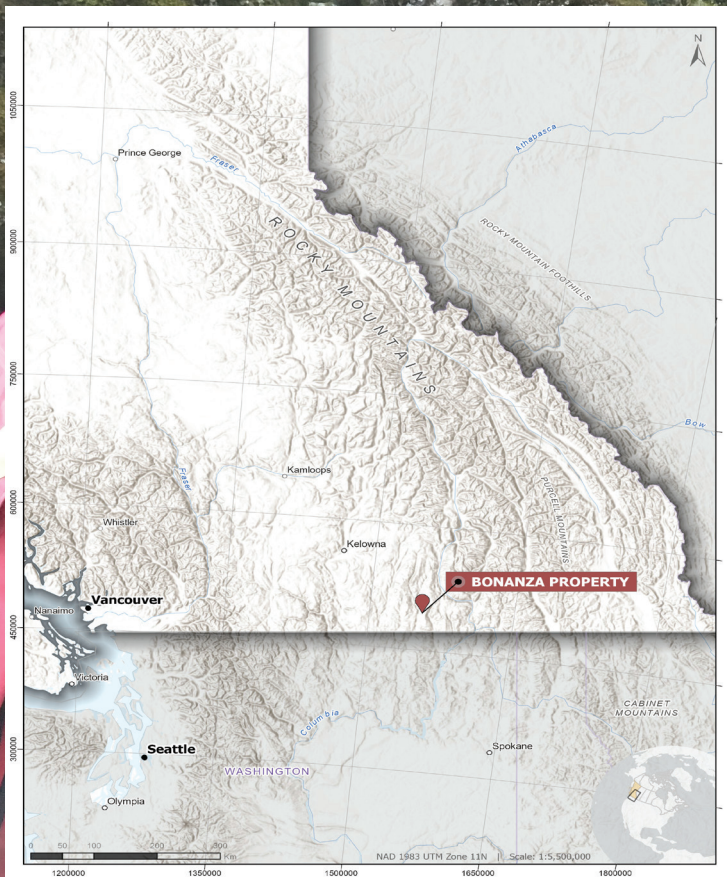 N
1050000
Prince George
Fraser
Athabasca
ROCKY MOUNTAIN FOOTHILLS
900000
ROCKY MOUNTAINS
750000
Bow
Kamloops
Fraser
PURCELL MOUNTAINS
600000
Whistler
Kelowna
BONANZA PROPERTY
Nanaimo
Vancouver
450000
Victoria
CABINET
MOUNTAINS
Columbia
300000
Seattle
Spokane
WASHINGTON
Olympia
0 50 100 200 300
Km
NAD 1983 UTM Zone 11N || Scale: 1:5,500,000
1200000 1350000 1500000 1650000 1800000